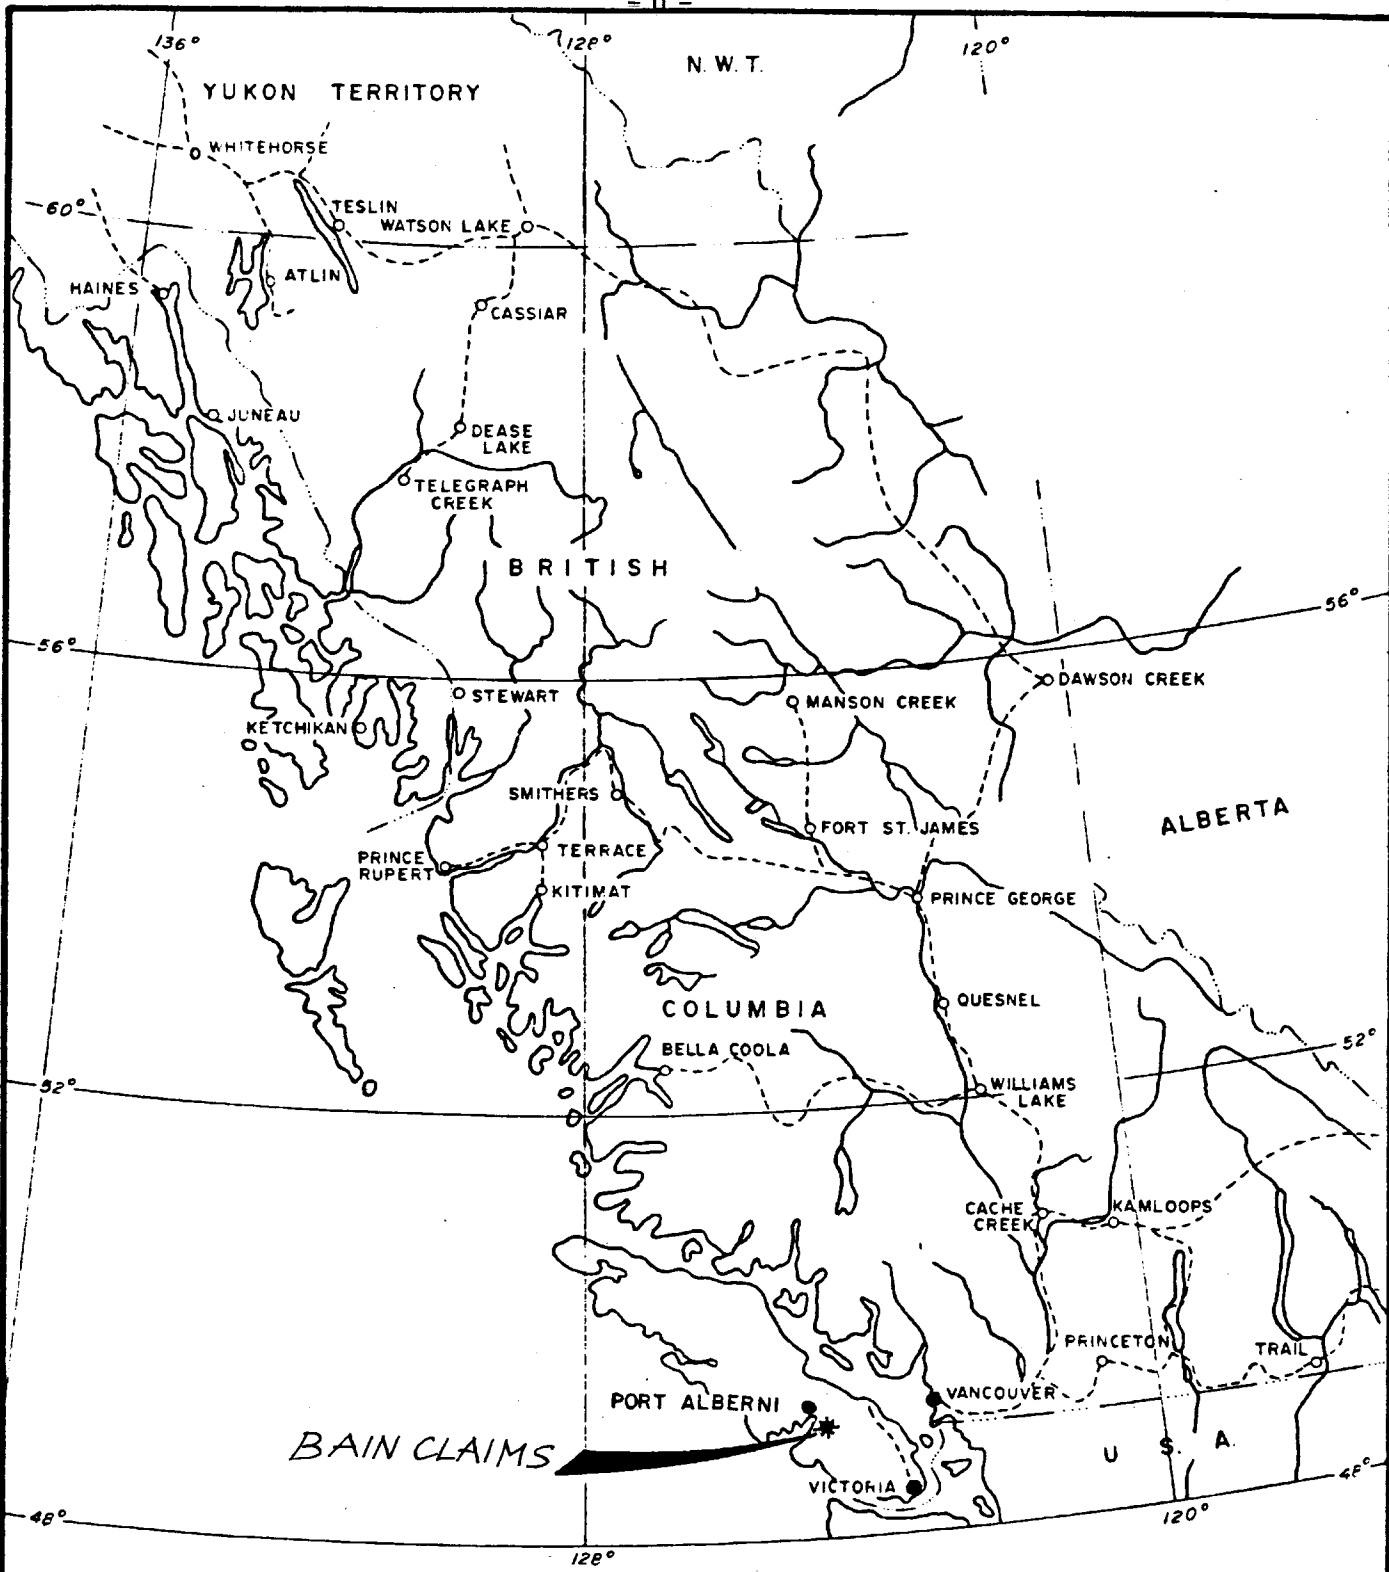 - 11 -
136°
128°
120°
N. W. T.
YUKON TERRITORY
WHITEHORSE
60°
TESLIN
WATSON LAKE
ATLIN
HAINES
CASSIAR
JUNEAU
DEASE
LAKE
TELEGRAPH
CREEK
BRITISH
56°
56°
DAWSON CREEK
STEWART
MANSON CREEK
KETCHIKAN
SMITHERS
ALBERTA
FORT ST. JAMES
TERRACE
PRINCE
RUPERT
KITIMAT
PRINCE GEORGE
QUESNEL
COLUMBIA
52°
BELLA COOLA
52°
WILLIAMS
LAKE
CACHE
CREEK
KAMLOOPS
PRINCETON
TRAIL
PORT ALBERNI
VANCOUVER
BAIN CLAIMS
U. S. A.
VICTORIA
48°
48°
120°
128°